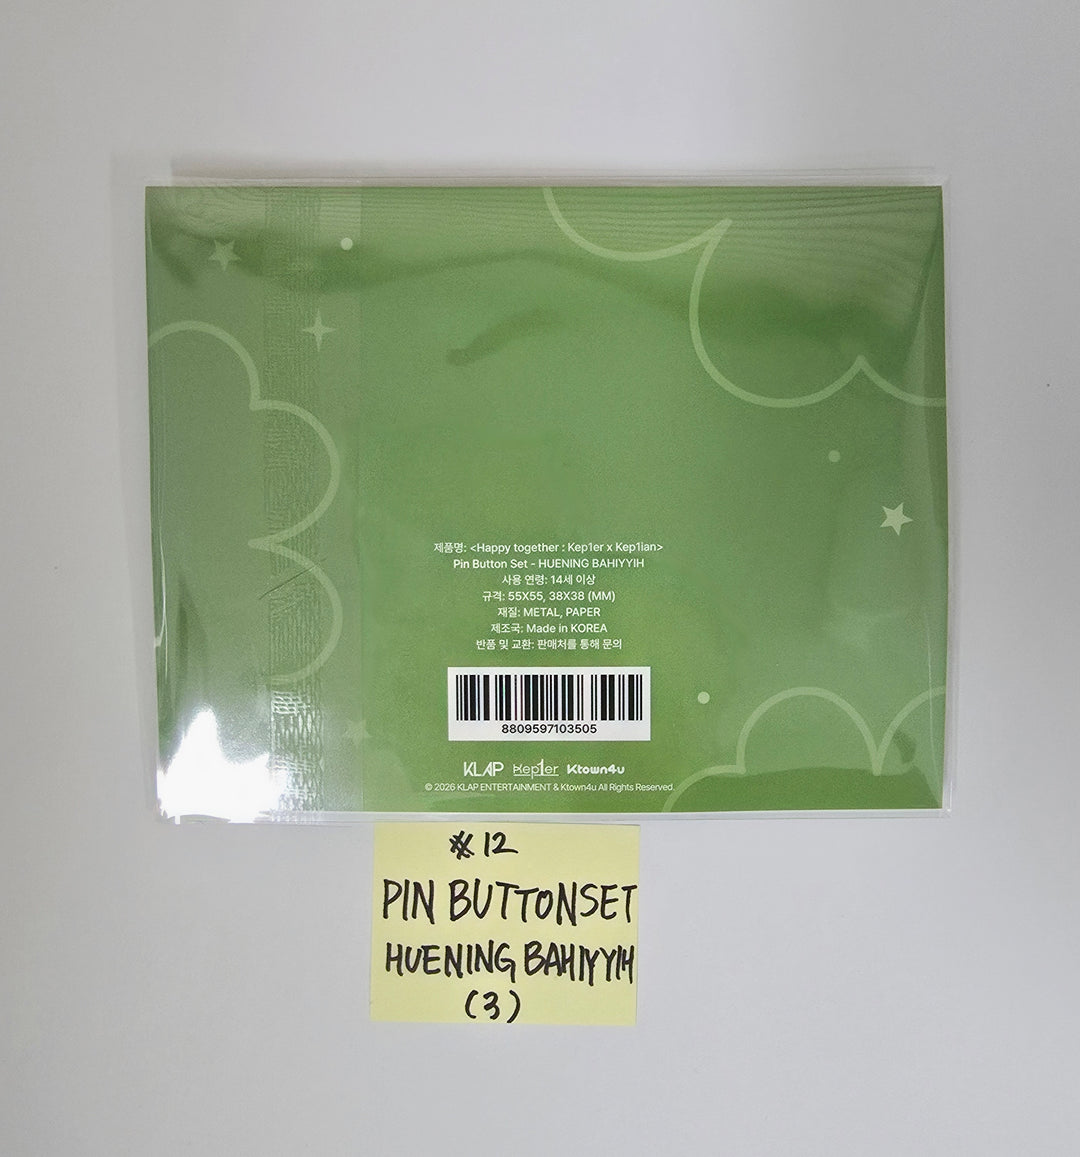 제품명: <Happy together : Kep1er x Kep1ian>
Pin Button Set - HUENING BAHIYYIH
사용 연령: 14세 이상
규격: 55X55, 38X38 (MM)
재질: METAL, PAPER
제조국: Made in KOREA
반품 및 교환: 판매처를 통해 문의
8809597103505
KLAP Kep1er Ktown4u
© 2026 KLAP ENTERTAINMENT & Ktown4u All Rights Reserved.
#12
PIN BUTTONSET
HUENING BAHIYYIH
(3)